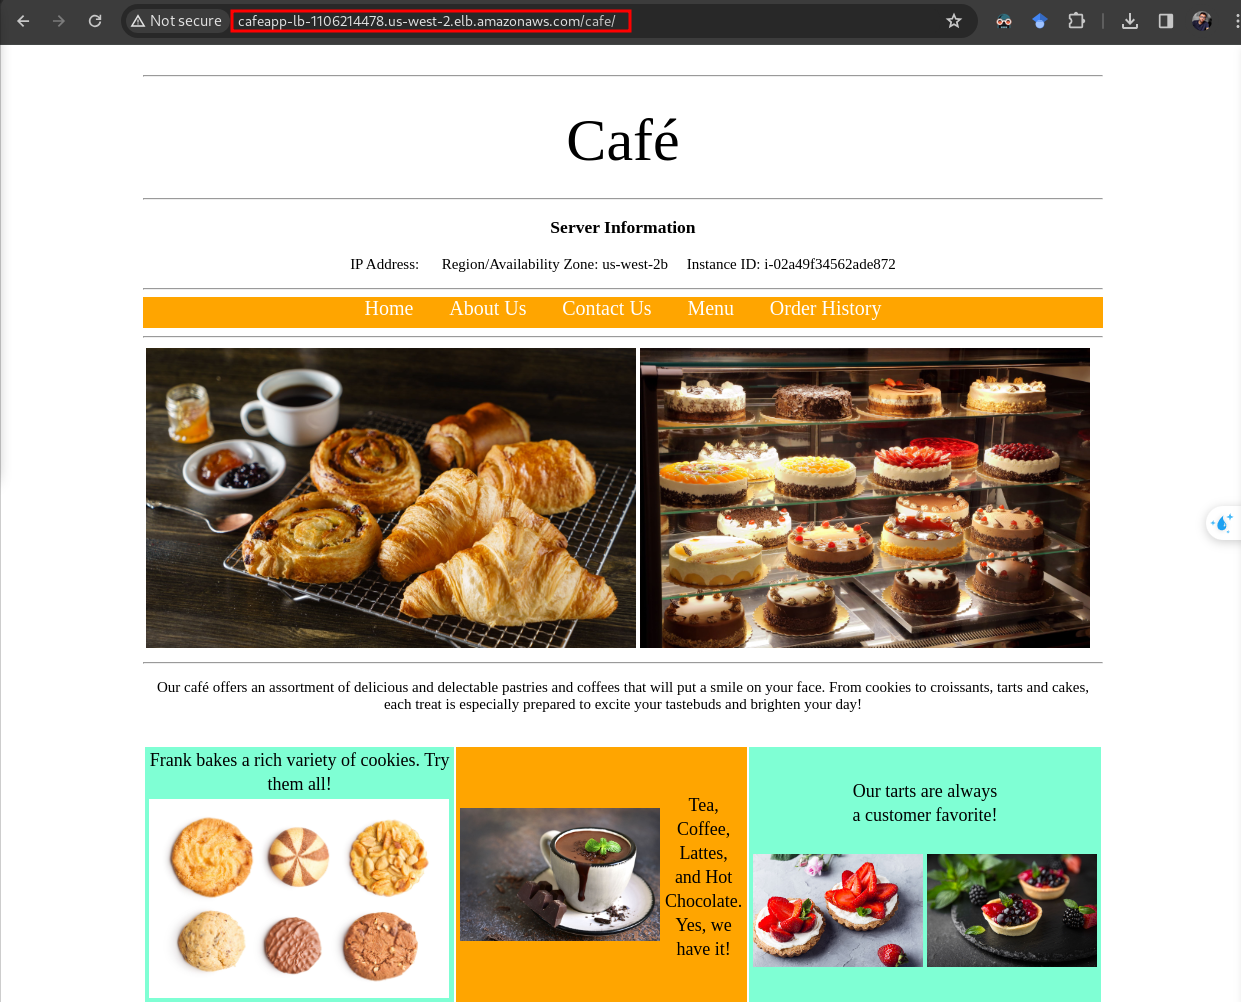 Not secure cafeapp-lb-1106214478.us-west-2.elb.amazonaws.com/cafe/
Café
Server Information
IP Address: Region/Availability Zone: us-west-2b Instance ID: i-02a49f34562ade872
Home About Us Contact Us Menu Order History
Our café offers an assortment of delicious and delectable pastries and coffees that will put a smile on your face. From cookies to croissants, tarts and cakes,
each treat is especially prepared to excite your tastebuds and brighten your day!
Frank bakes a rich variety of cookies. Try
them all!
Tea,
Coffee,
Lattes,
and Hot
Chocolate.
Yes, we
have it!
Our tarts are always
a customer favorite!